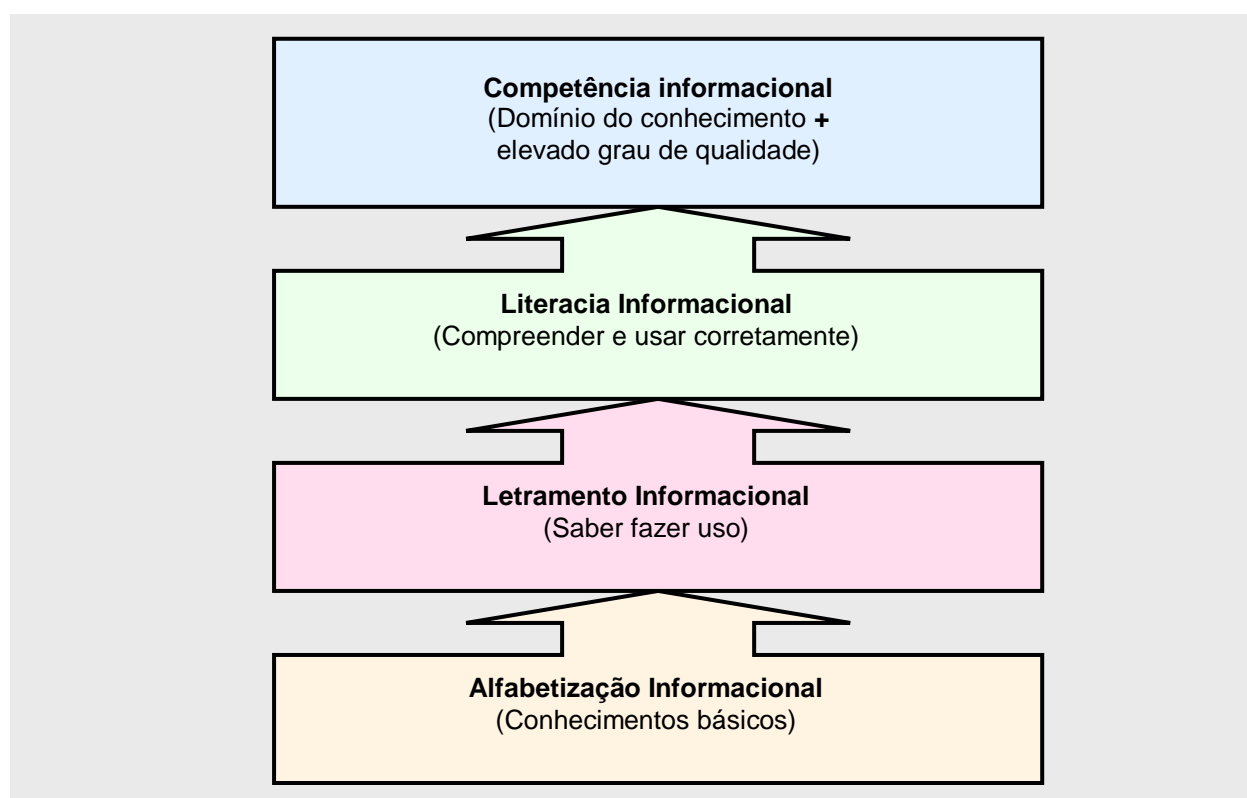 Competência informacional
(Domínio do conhecimento +
elevado grau de qualidade)
Literacia Informacional
(Compreender e usar corretamente)
Letramento Informacional
(Saber fazer uso)
Alfabetização Informacional
(Conhecimentos básicos)